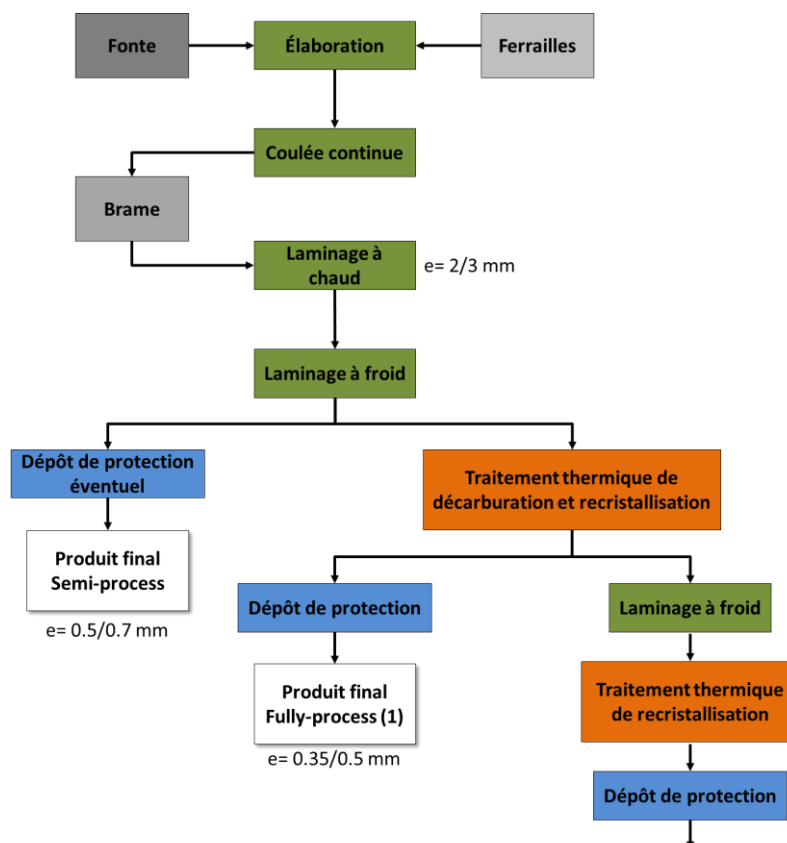 Fonte
Élaboration
Ferrailles
Coulée continue
Brame
Laminage à
chaud
e= 2/3 mm
Laminage à froid
Dépôt de protection
éventuel
Traitement thermique de
décarburation et recristallisation
Produit final
Semi-process
e= 0.5/0.7 mm
Dépôt de protection
Laminage à froid
Produit final
Fully-process (1)
e= 0.35/0.5 mm
Traitement thermique
de recristallisation
Dépôt de protection